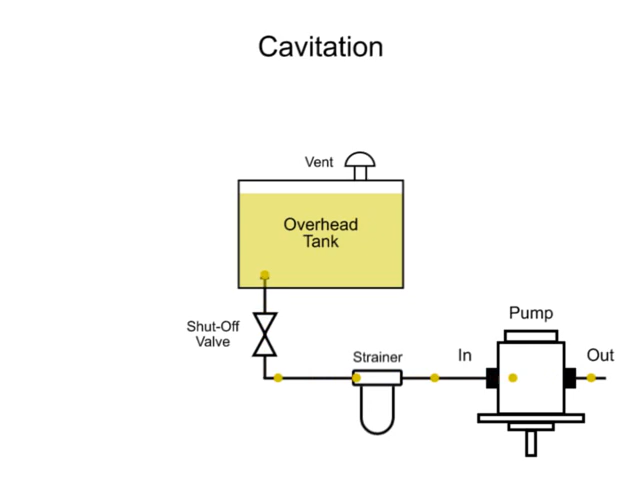 Cavitation
Vent
Overhead
Tank
Shut-Off
Valve
Strainer
In
Pump
Out